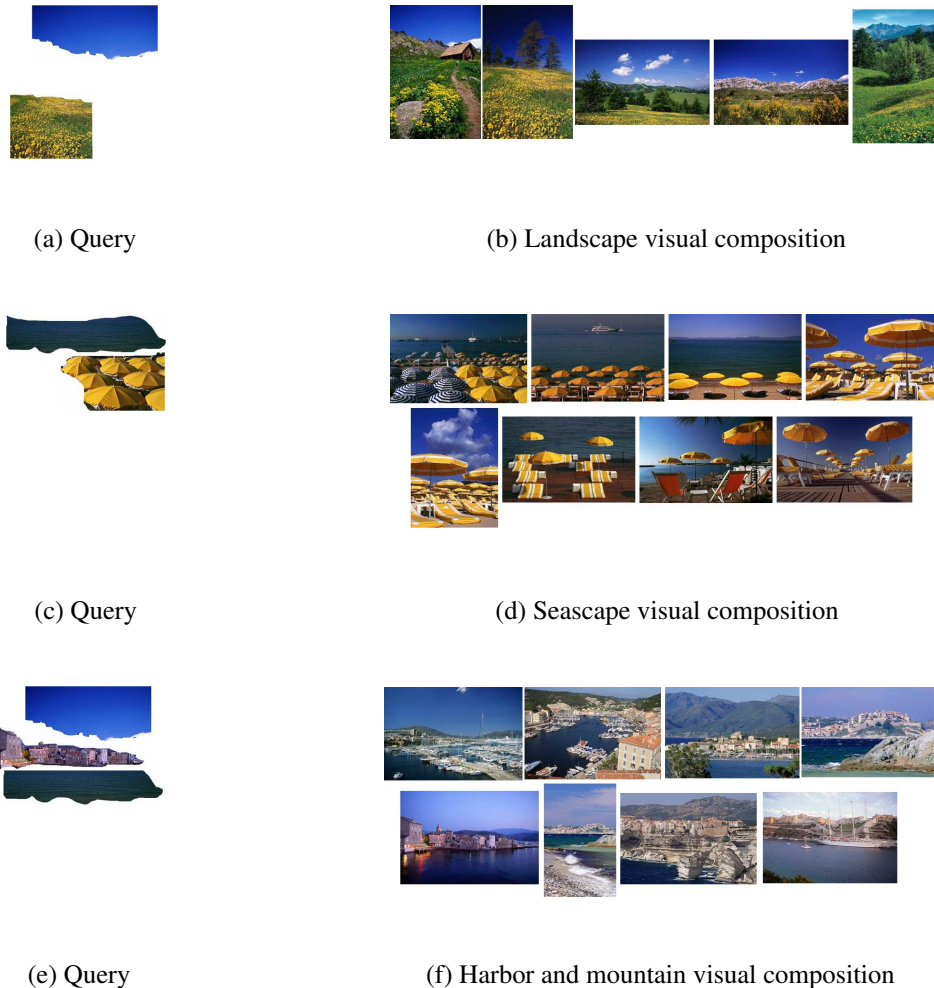 (a) Query
(b) Landscape visual composition
(c) Query
(d) Seascape visual composition
(e) Query
(f) Harbor and mountain visual composition